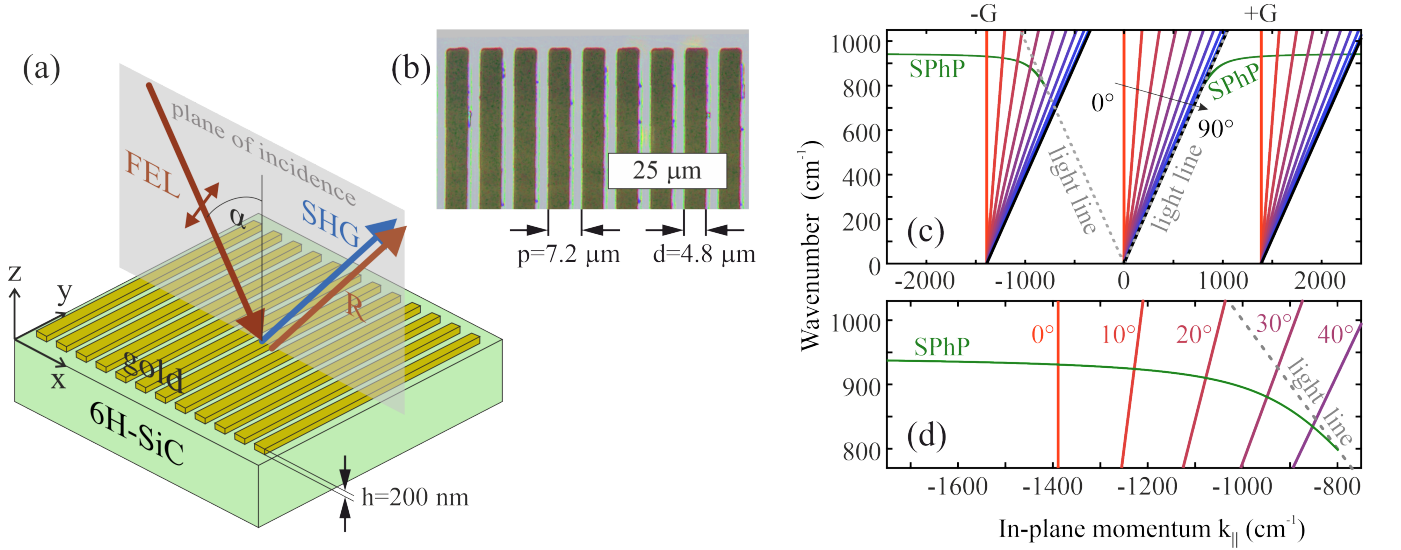 (a)
plane of incidence
FEL
α
SHG
R
z
y
x
gold
6H-SiC
h=200 nm
(b)
25 μm
p=7.2 μm
d=4.8 μm
-G
+G
(c)
Wavenumber (cm⁻¹)
1000
800
600
400
200
0
SPhP
SPhP
0°
90°
light line
light line
-2000
-1000
0
1000
2000
(d)
1000
900
800
SPhP
0°
10°
20°
30°
40°
light line
-1600
-1400
-1200
-1000
-800
In-plane momentum k|| (cm⁻¹)